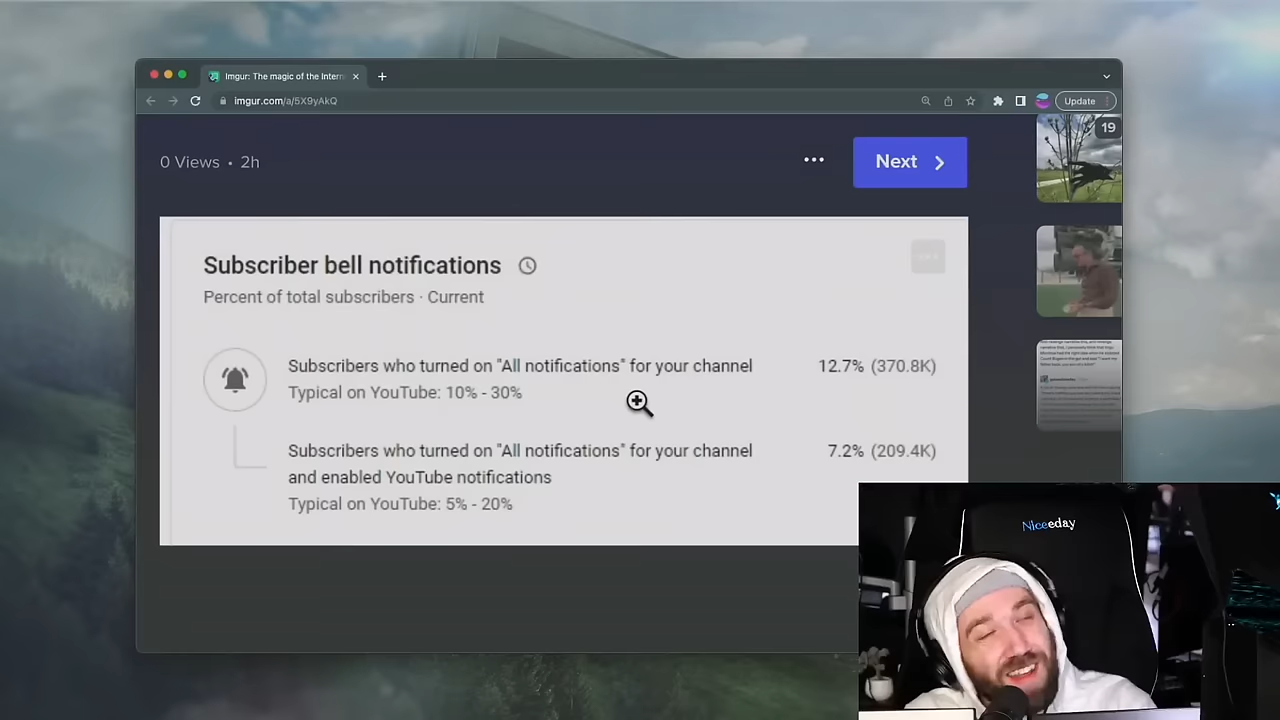 Imgur: The magic of the Intern
imgur.com/a/5X9yAkQ
Update
0 Views • 2h
Next
19
Subscriber bell notifications
Percent of total subscribers · Current
Subscribers who turned on "All notifications" for your channel 12.7% (370.8K)
Typical on YouTube: 10% - 30%
Subscribers who turned on "All notifications" for your channel 7.2% (209.4K)
and enabled YouTube notifications
Typical on YouTube: 5% - 20%
Niceeday